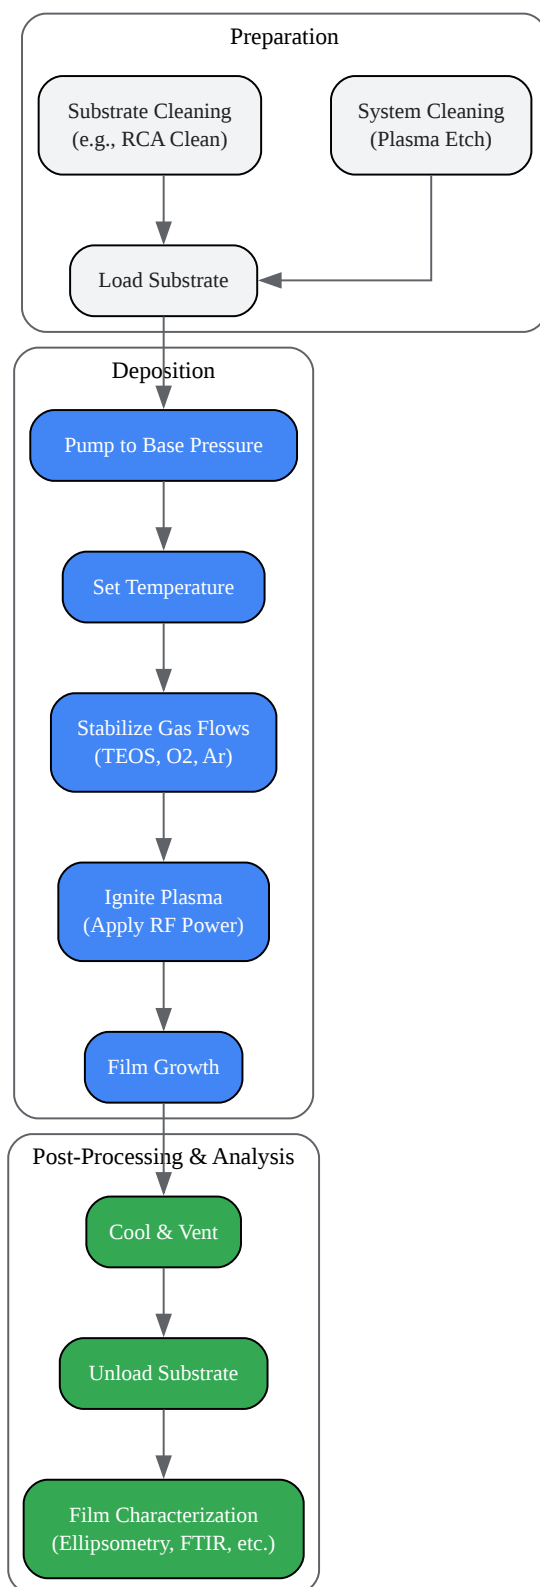 Preparation
Substrate Cleaning
(e.g., RCA Clean)
System Cleaning
(Plasma Etch)
Load Substrate
Deposition
Pump to Base Pressure
Set Temperature
Stabilize Gas Flows
(TEOS, O2, Ar)
Ignite Plasma
(Apply RF Power)
Film Growth
Post-Processing & Analysis
Cool & Vent
Unload Substrate
Film Characterization
(Ellipsometry, FTIR, etc.)